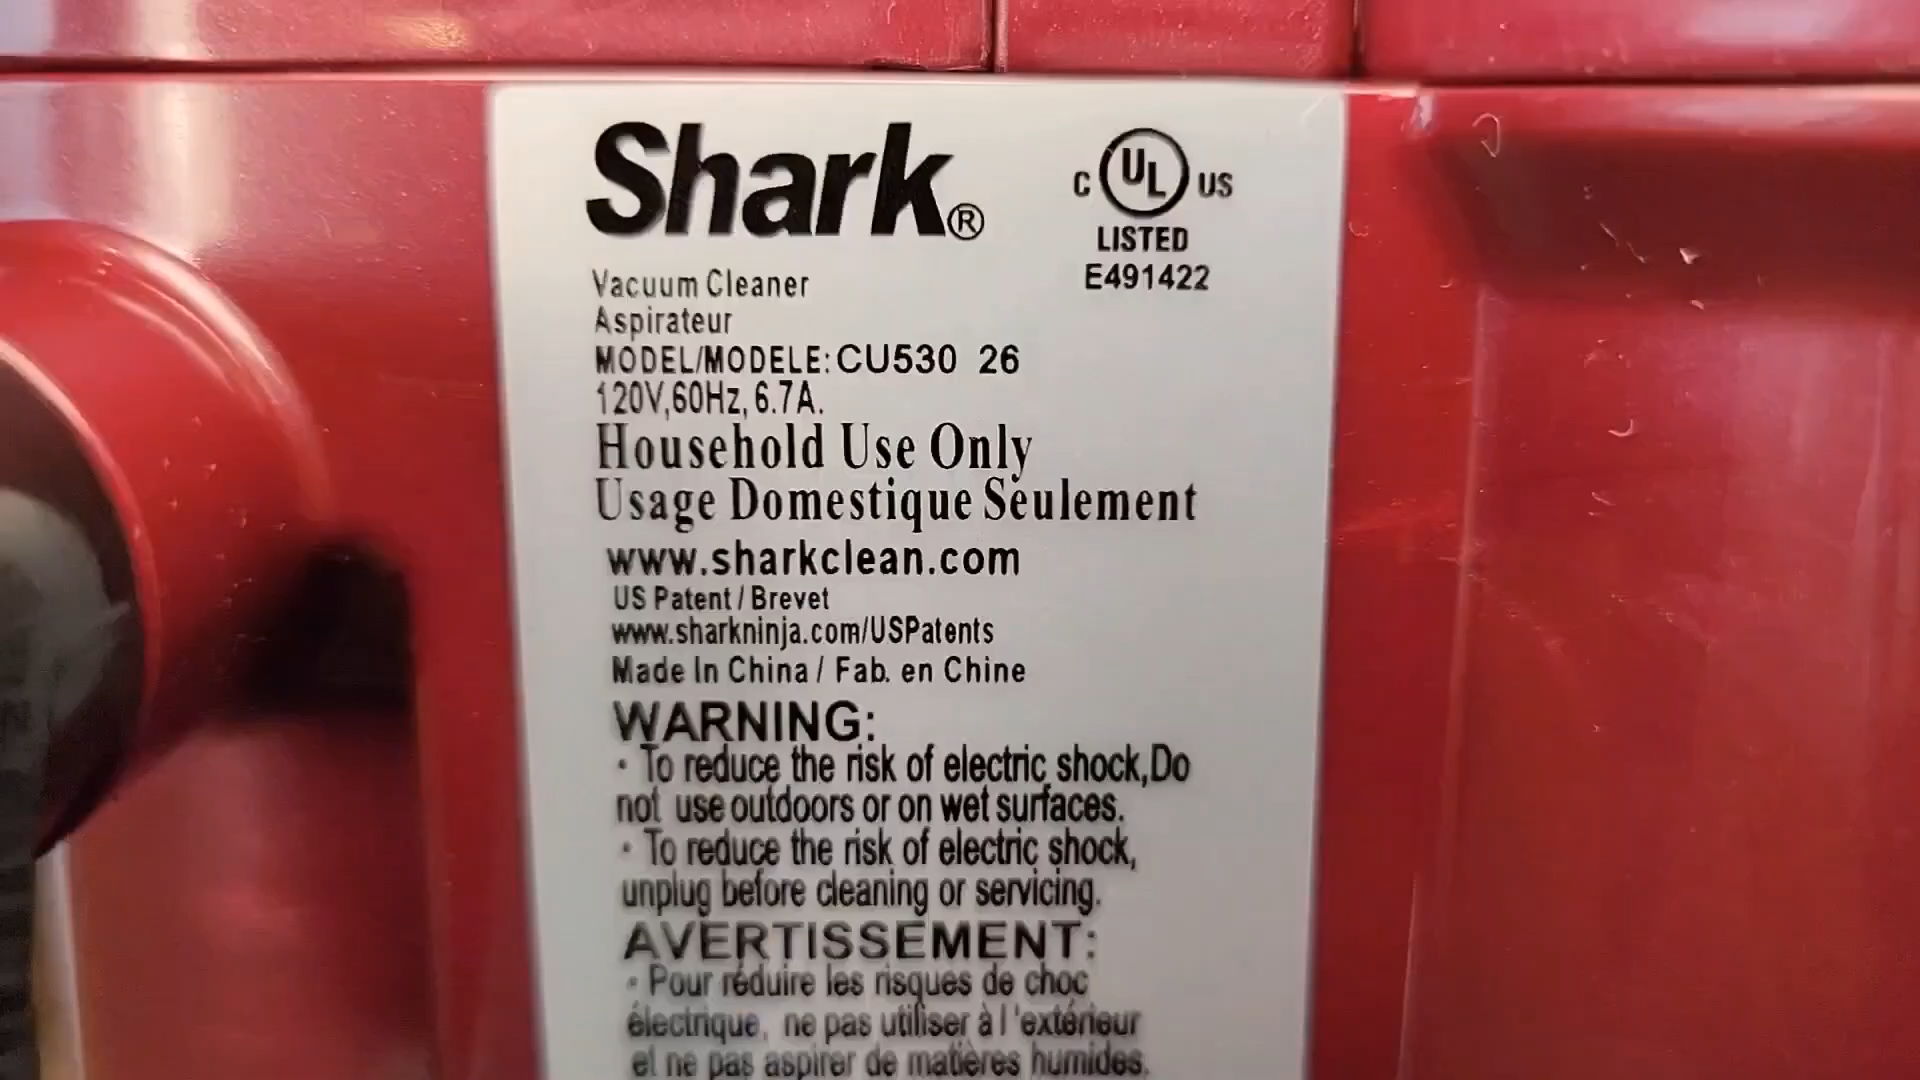 Shark®
C UL US
LISTED
E491422
Vacuum Cleaner
Aspirateur
MODEL/MODELE: CU530 26
120V,60Hz, 6.7A.
Household Use Only
Usage Domestique Seulement
www.sharkclean.com
US Patent / Brevet
www.sharkninja.com/USPatents
Made In China / Fab. en Chine
WARNING:
· To reduce the risk of electric shock,Do
not use outdoors or on wet surfaces.
· To reduce the risk of electric shock,
unplug before cleaning or servicing.
AVERTISSEMENT:
· Pour réduire les risques de choc
électrique, ne pas utiliser à l'extérieur
et ne pas aspirer de matières humides.